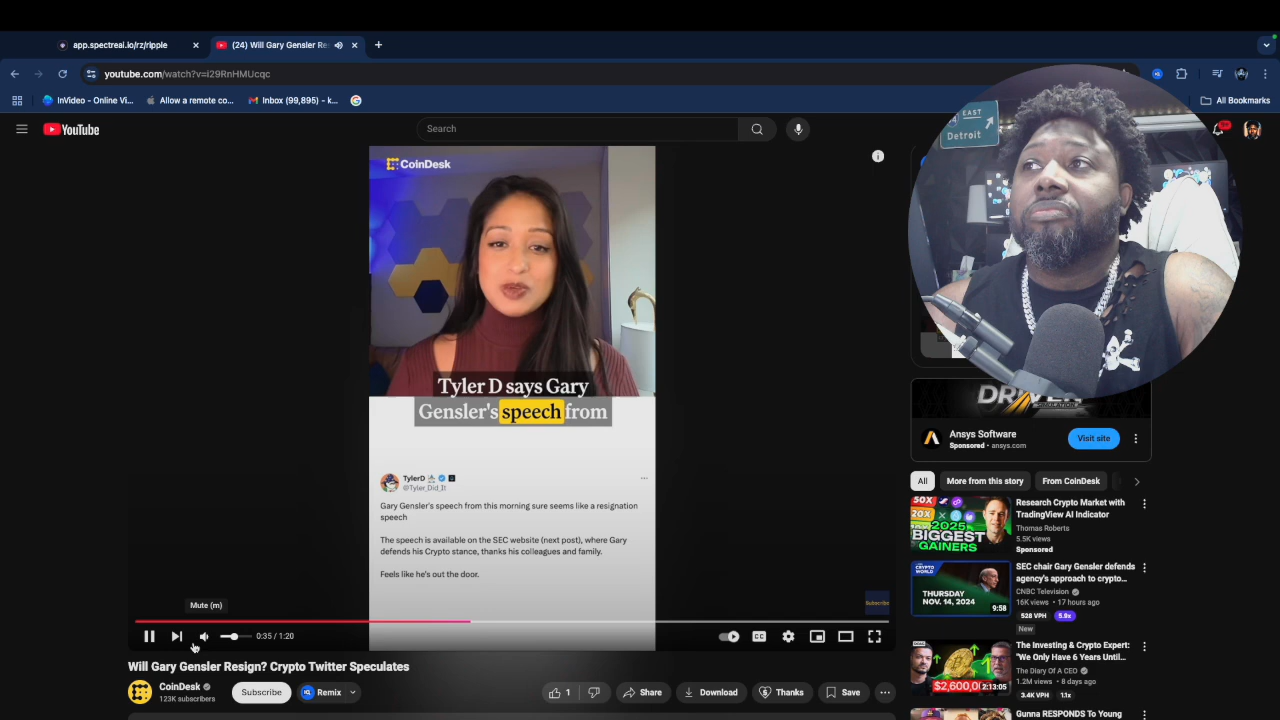 app.spectreai.io/rz/ripple
(24) Will Gary Gensler Re
youtube.com/watch?v=i29RnHMUcqc
InVideo - Online Vi...
Allow a remote co...
Inbox (99,895) - k...
All Bookmarks
YouTube
Search
EAST
Detroit
CoinDesk
Tyler D says Gary
Gensler's speech from
TylerD
@Tyler_Did_It
Gary Gensler's speech from this morning sure seems like a resignation
speech
The speech is available on the SEC website (next post), where Gary
defends his Crypto stance, thanks his colleagues and family.
Feels like he's out the door.
Subscribe
Mute (m)
0:35 / 1:20
CC
Will Gary Gensler Resign? Crypto Twitter Speculates
CoinDesk
123K subscribers
Subscribe
Remix
1
Share
Download
Thanks
Save
Ansys Software
Sponsored · ansys.com
Visit site
All
More from this story
From CoinDesk
50X
20X
2025
BIGGEST
GAINERS
Research Crypto Market with
TradingView AI Indicator
Thomas Roberts
5.5K views
Sponsored
CRYPTO
WORLD
THURSDAY
NOV. 14, 2024
9:58
SEC chair Gary Gensler defends
agency's approach to crypto...
CNBC Television
16K views · 17 hours ago
528 VPH
5.9x
New
$2,600,0
2:13:05
The Investing & Crypto Expert:
"We Only Have 6 Years Until...
The Diary Of A CEO
1.2M views · 8 days ago
3.4K VPH
1.1x
Gunna RESPONDS To Young